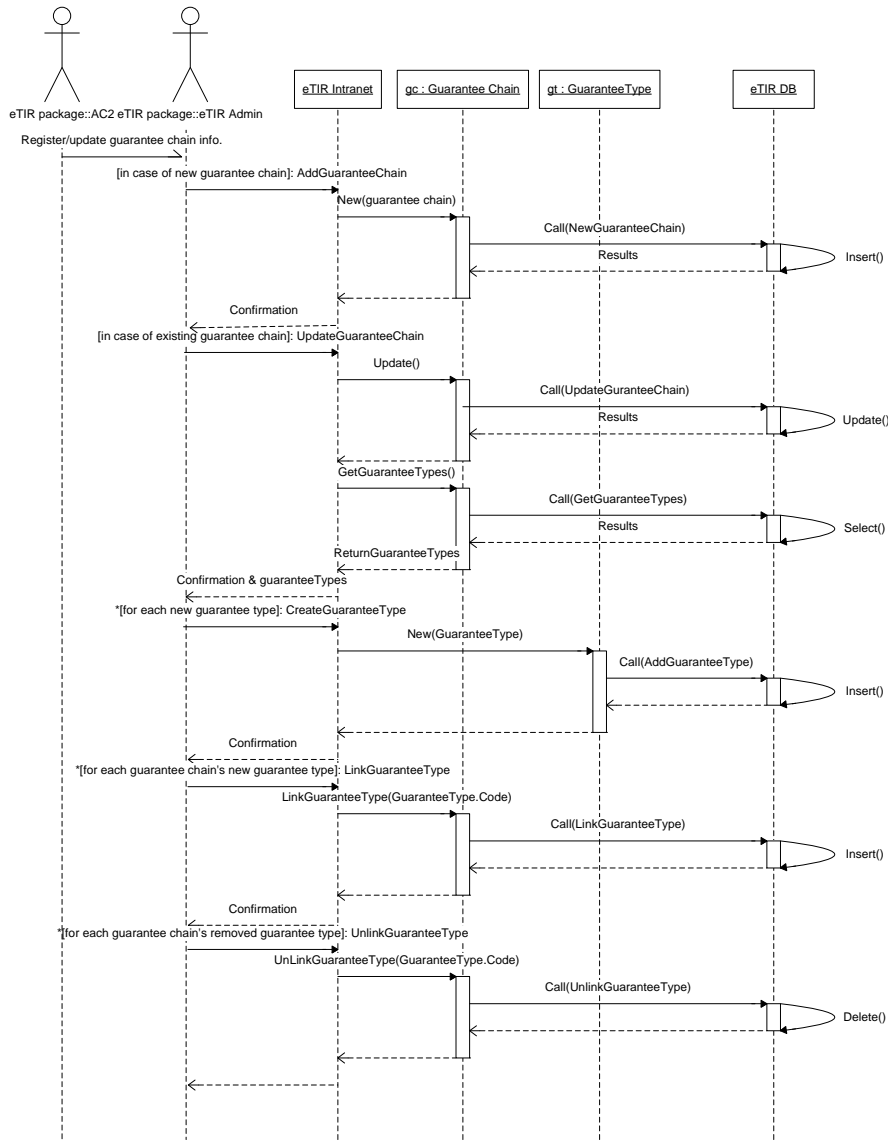 eTIR Intranet
gc : Guarantee Chain
gt : GuaranteeType
eTIR DB
eTIR package::AC2
eTIR package::eTIR Admin
Register/update guarantee chain info.
[in case of new guarantee chain]: AddGuaranteeChain
New(guarantee chain)
Call(NewGuaranteeChain)
Results
Insert()
Confirmation
[in case of existing guarantee chain]: UpdateGuaranteeChain
Update()
Call(UpdateGuranteeChain)
Results
Update()
GetGuaranteeTypes()
Call(GetGuaranteeTypes)
Results
Select()
ReturnGuaranteeTypes
Confirmation & guaranteeTypes
*[for each new guarantee type]: CreateGuaranteeType
New(GuaranteeType)
Call(AddGuaranteeType)
Insert()
Confirmation
*[for each guarantee chain's new guarantee type]: LinkGuaranteeType
LinkGuaranteeType(GuaranteeType.Code)
Call(LinkGuaranteeType)
Insert()
Confirmation
*[for each guarantee chain's removed guarantee type]: UnlinkGuaranteeType
UnLinkGuaranteeType(GuaranteeType.Code)
Call(UnlinkGuaranteeType)
Delete()